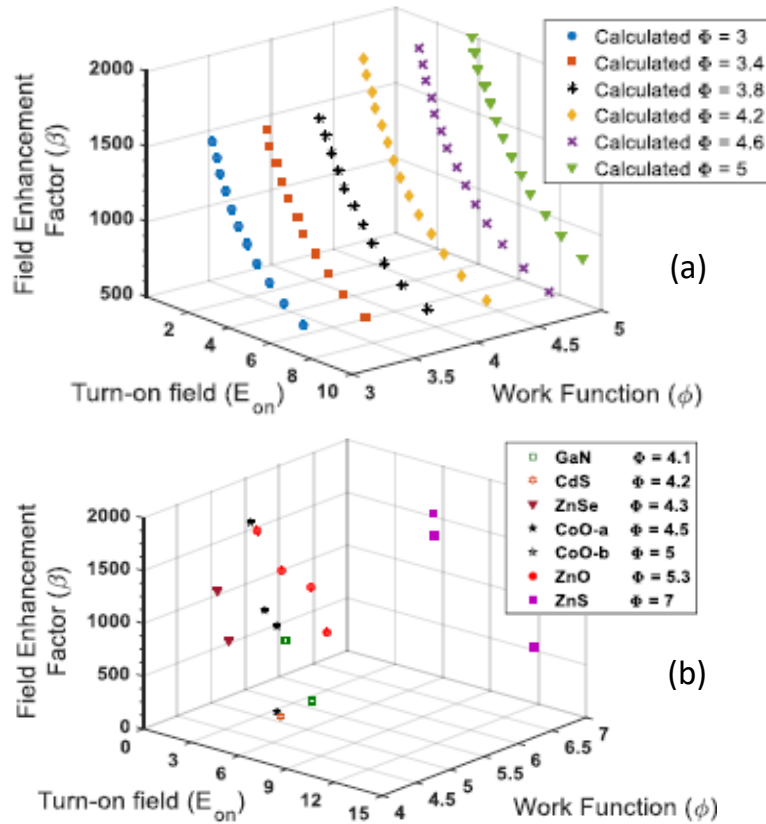 Calculated Φ = 3
Calculated Φ = 3.4
Calculated Φ = 3.8
Calculated Φ = 4.2
Calculated Φ = 4.6
Calculated Φ = 5
2000
1500
1000
500
Field Enhancement
Factor (β)
2
4
6
8
10
Turn-on field (E_on)
3
3.5
4
4.5
5
Work Function (ϕ)
(a)
GaN Φ = 4.1
CdS Φ = 4.2
ZnSe Φ = 4.3
CoO-a Φ = 4.5
CoO-b Φ = 5
ZnO Φ = 5.3
ZnS Φ = 7
2000
1500
1000
500
0
Field Enhancement
Factor (β)
0
3
6
9
12
15
Turn-on field (E_on)
4
4.5
5
5.5
6
6.5
7
Work Function (ϕ)
(b)